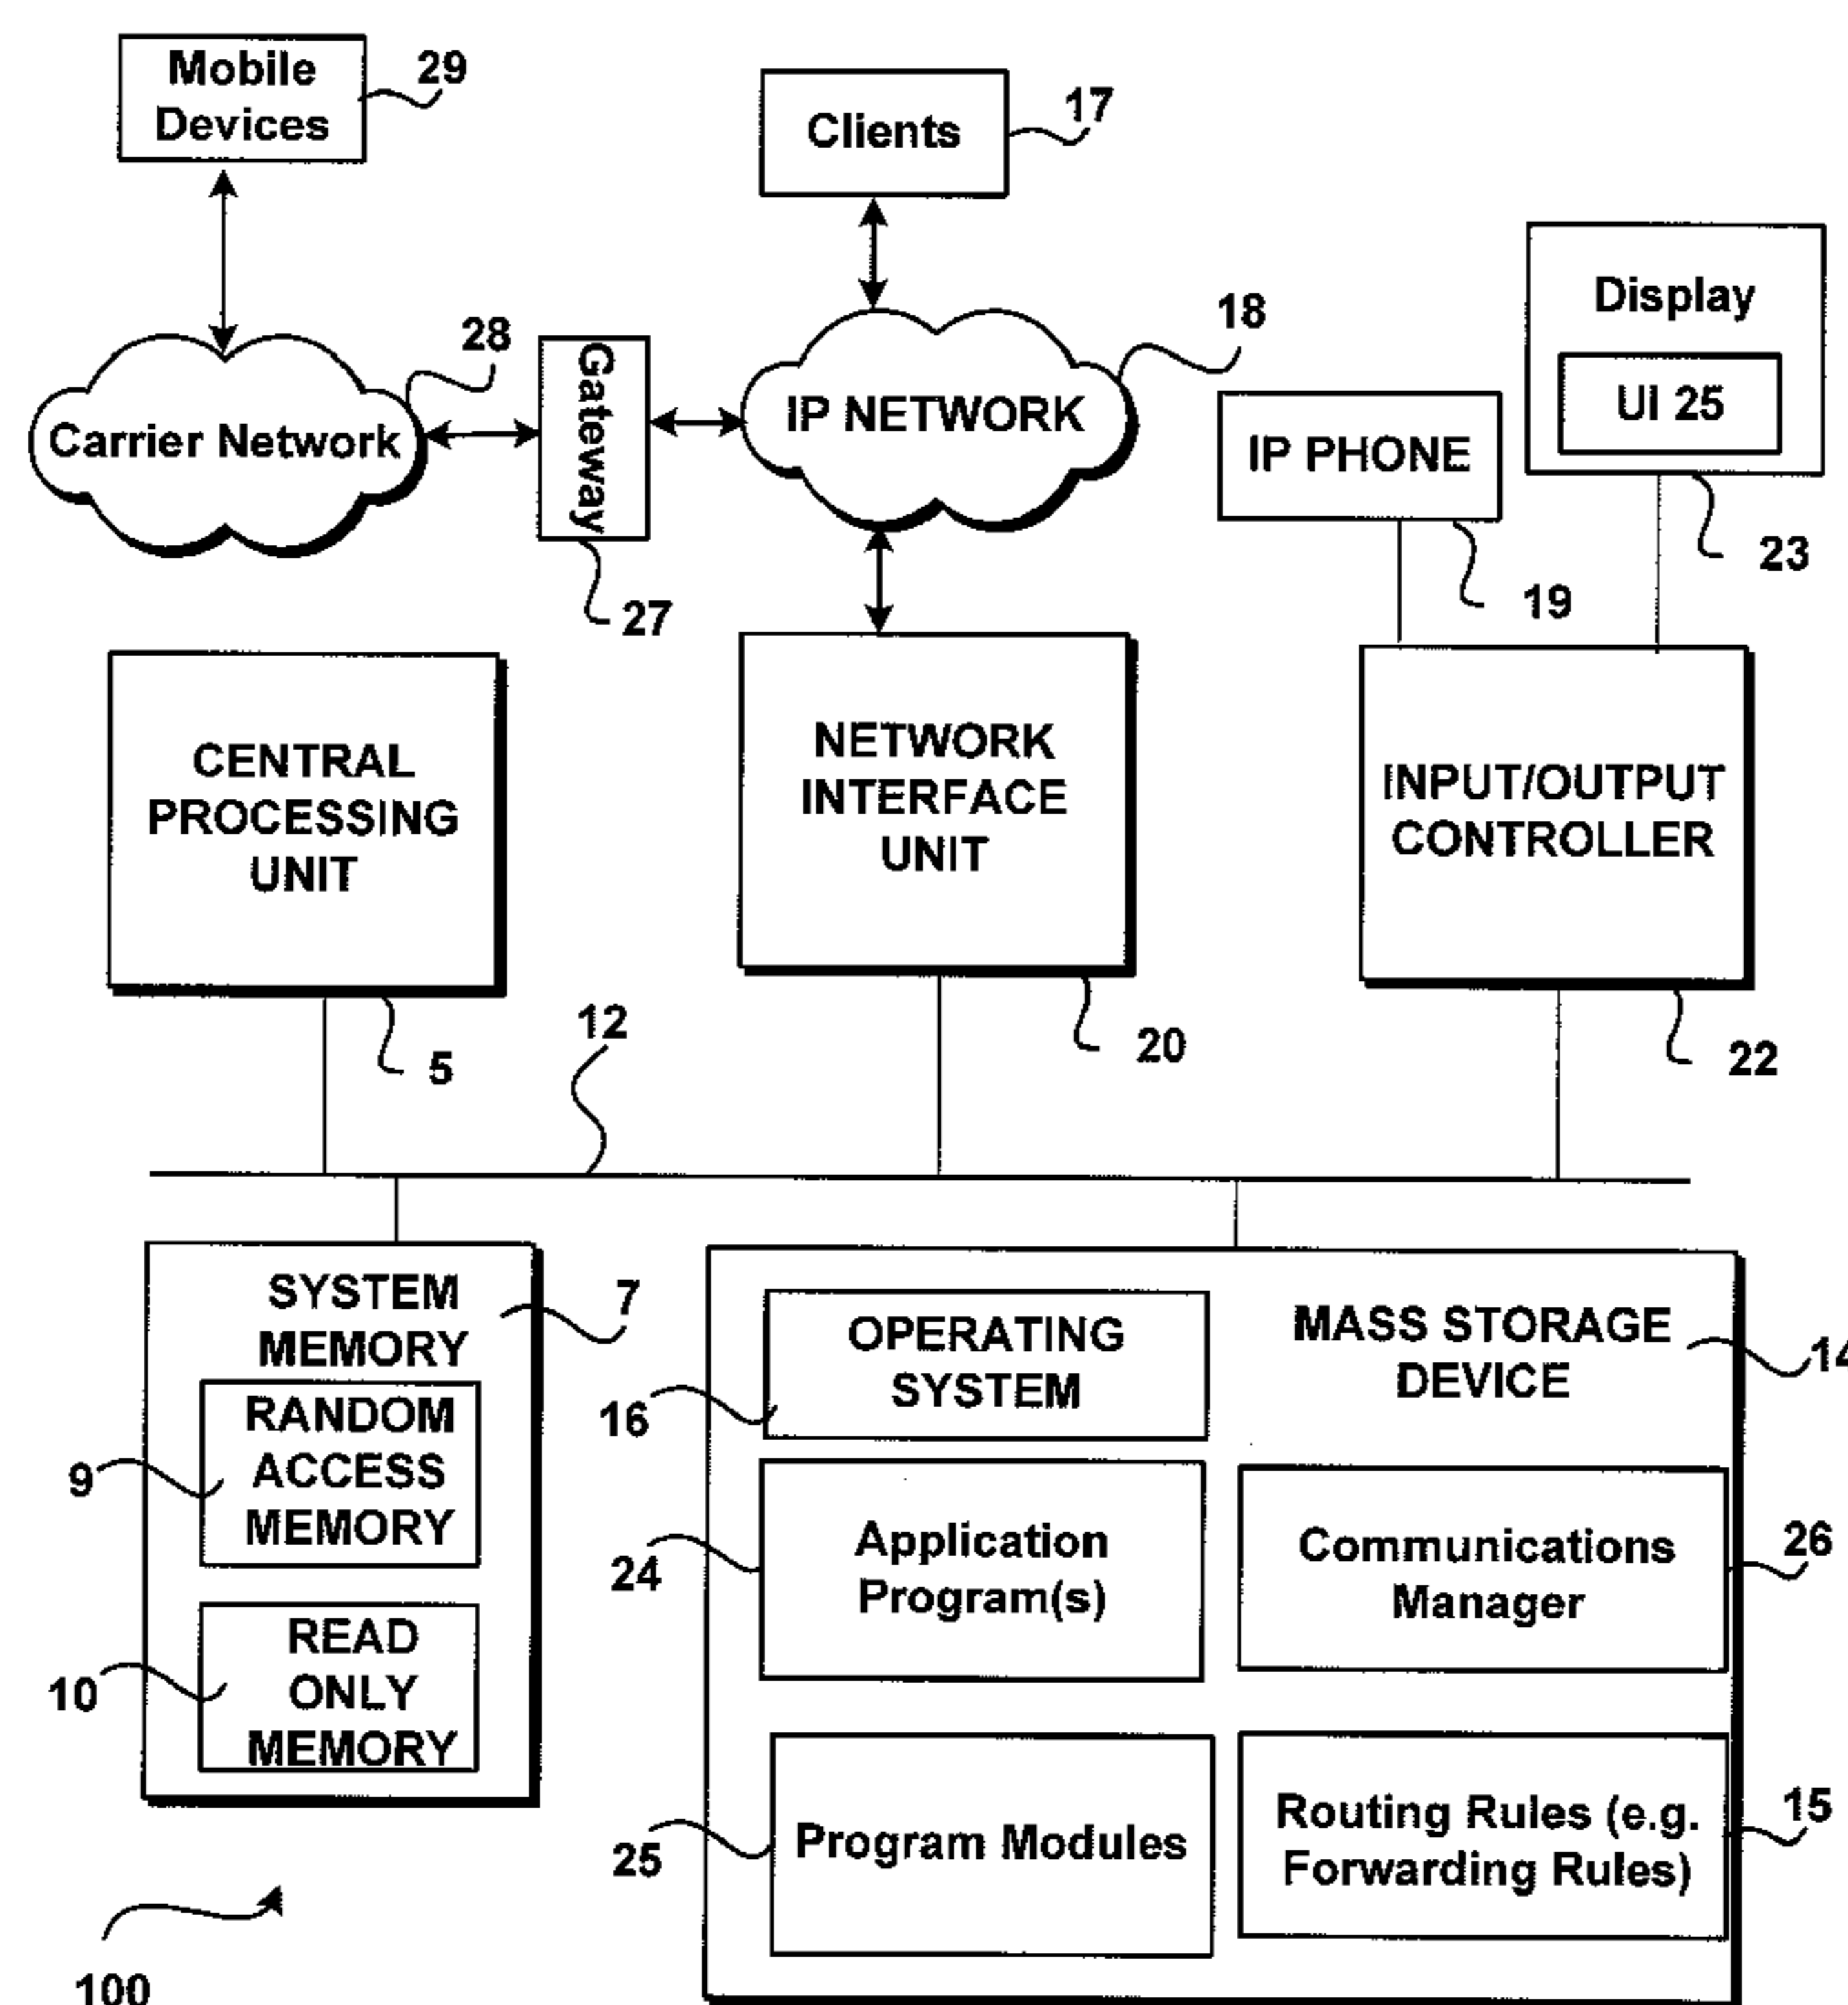 Mobile
Devices
29
Clients
17
Display
UI 25
23
Carrier Network
28
Gateway
27
IP NETWORK
18
IP PHONE
19
CENTRAL
PROCESSING
UNIT
5
NETWORK
INTERFACE
UNIT
20
INPUT/OUTPUT
CONTROLLER
22
12
SYSTEM
MEMORY
7
RANDOM
ACCESS
MEMORY
9
READ
ONLY
MEMORY
10
MASS STORAGE
DEVICE
14
OPERATING
SYSTEM
16
Application
Program(s)
24
Communications
Manager
26
Program Modules
25
Routing Rules (e.g.
Forwarding Rules)
15
100